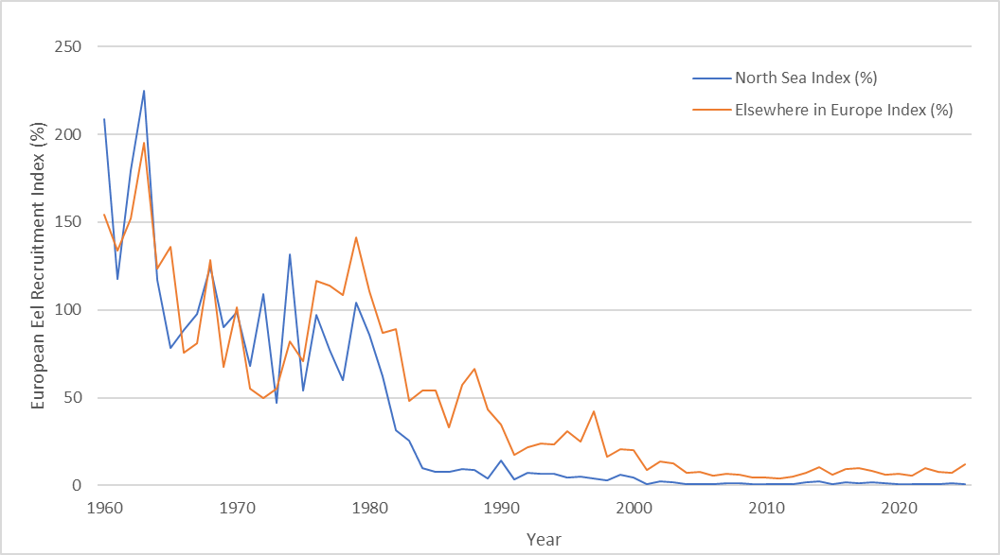 250
200
150
100
50
0
European Eel Recruitment Index (%)
North Sea Index (%)
Elsewhere in Europe Index (%)
1960 1970 1980 1990 2000 2010 2020
Year